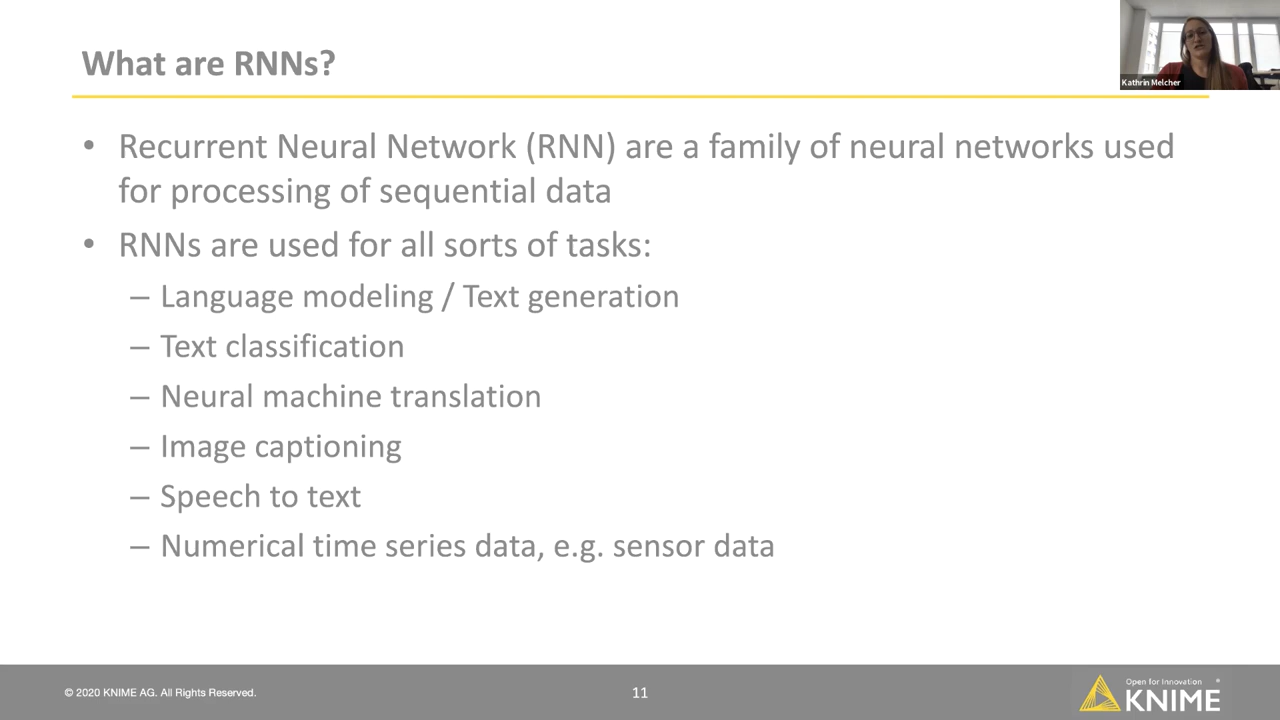 What are RNNs?
Kathrin Melcher
• Recurrent Neural Network (RNN) are a family of neural networks used
for processing of sequential data
• RNNs are used for all sorts of tasks:
– Language modeling / Text generation
– Text classification
– Neural machine translation
– Image captioning
– Speech to text
– Numerical time series data, e.g. sensor data
© 2020 KNIME AG. All Rights Reserved.
11
Open for Innovation ®
KNIME